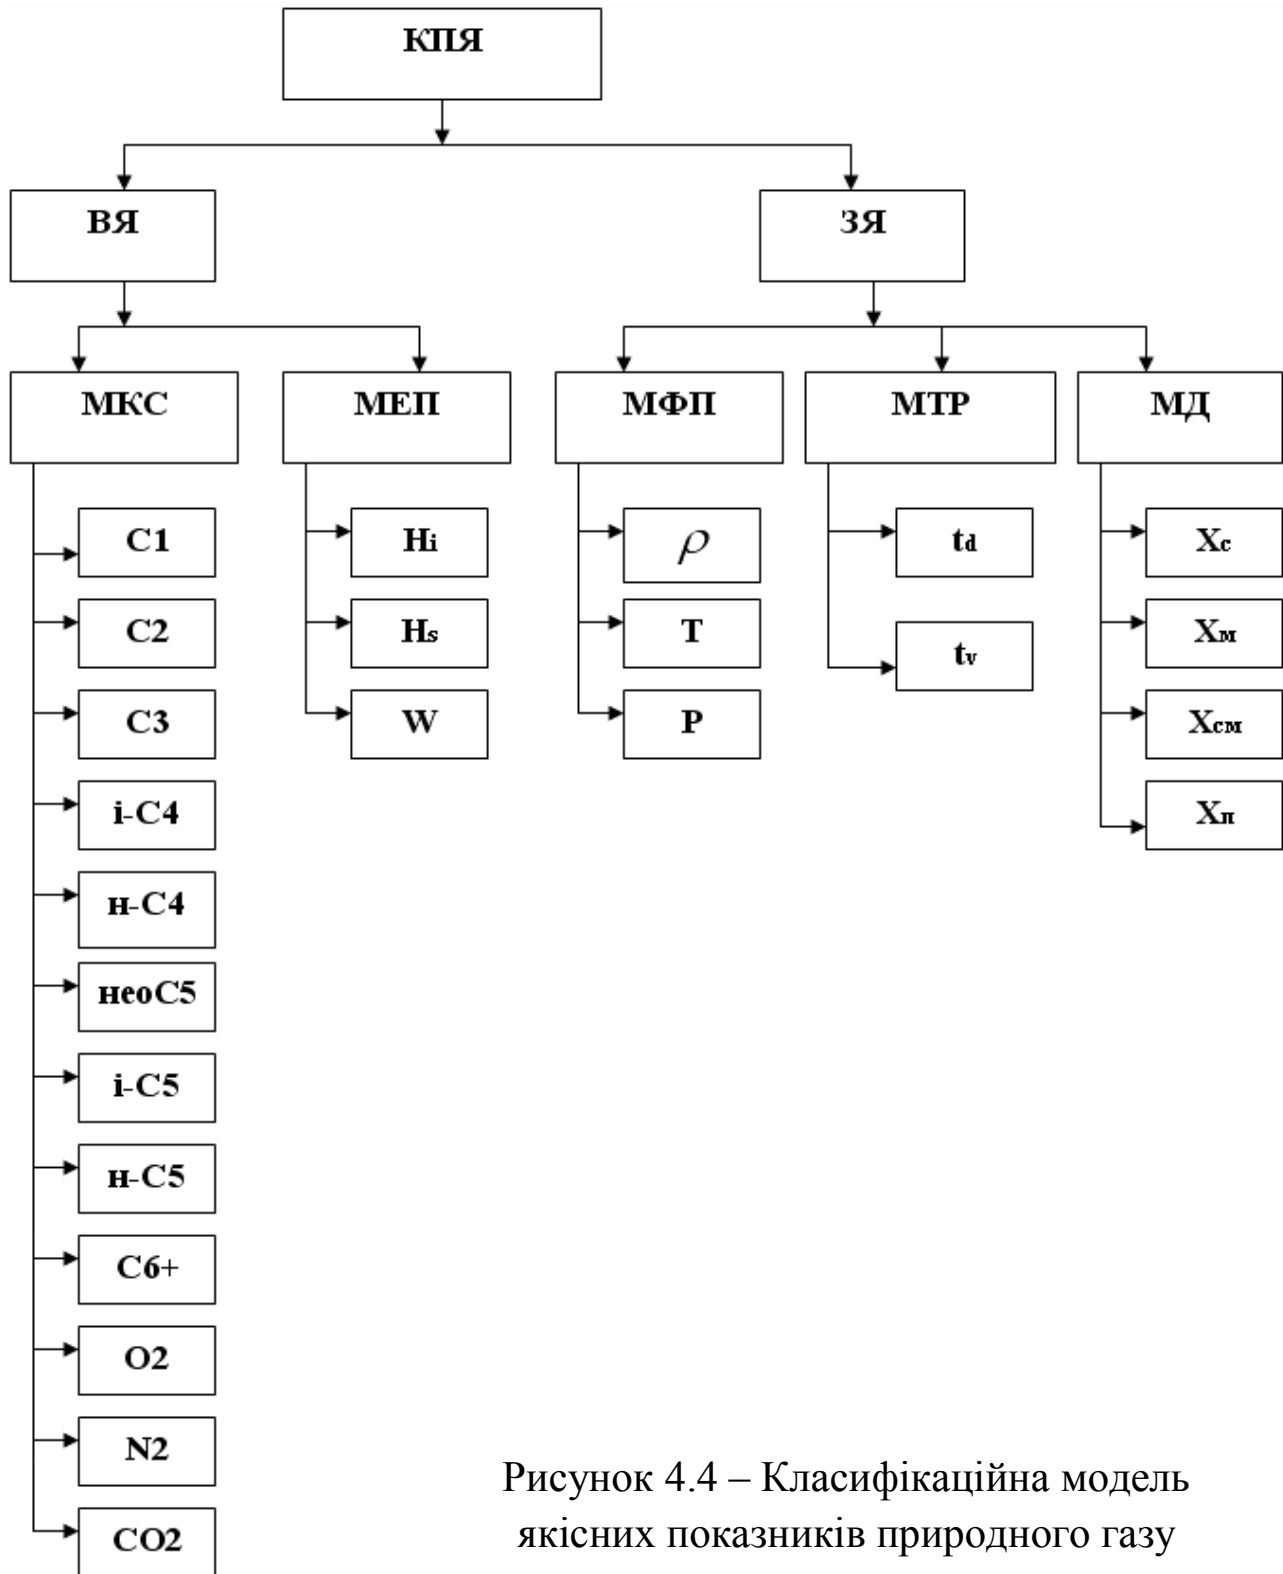 КПЯ
ВЯ
ЗЯ
МКС
МЕП
МФП
МТР
МД
C1
C2
C3
i-C4
н-C4
неоC5
i-C5
н-C5
C6+
O2
N2
CO2
Hi
Hs
W
ρ
T
P
td
tv
Xс
Xм
Xсм
Xп
Рисунок 4.4 – Класифікаційна модель
якісних показників природного газу